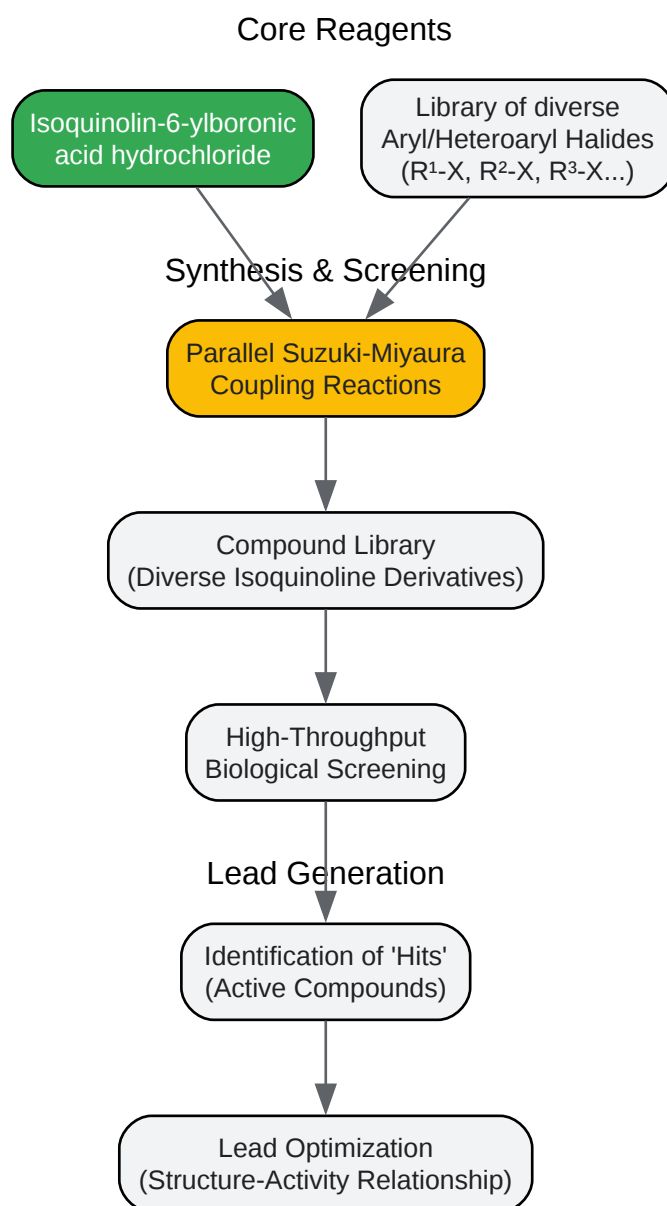 Core Reagents
Isoquinolin-6-ylboronic
acid hydrochloride
Library of diverse
Aryl/Heteroaryl Halides
(R¹-X, R²-X, R³-X...)
Synthesis & Screening
Parallel Suzuki-Miyaura
Coupling Reactions
Compound Library
(Diverse Isoquinoline Derivatives)
High-Throughput
Biological Screening
Lead Generation
Identification of 'Hits'
(Active Compounds)
Lead Optimization
(Structure-Activity Relationship)